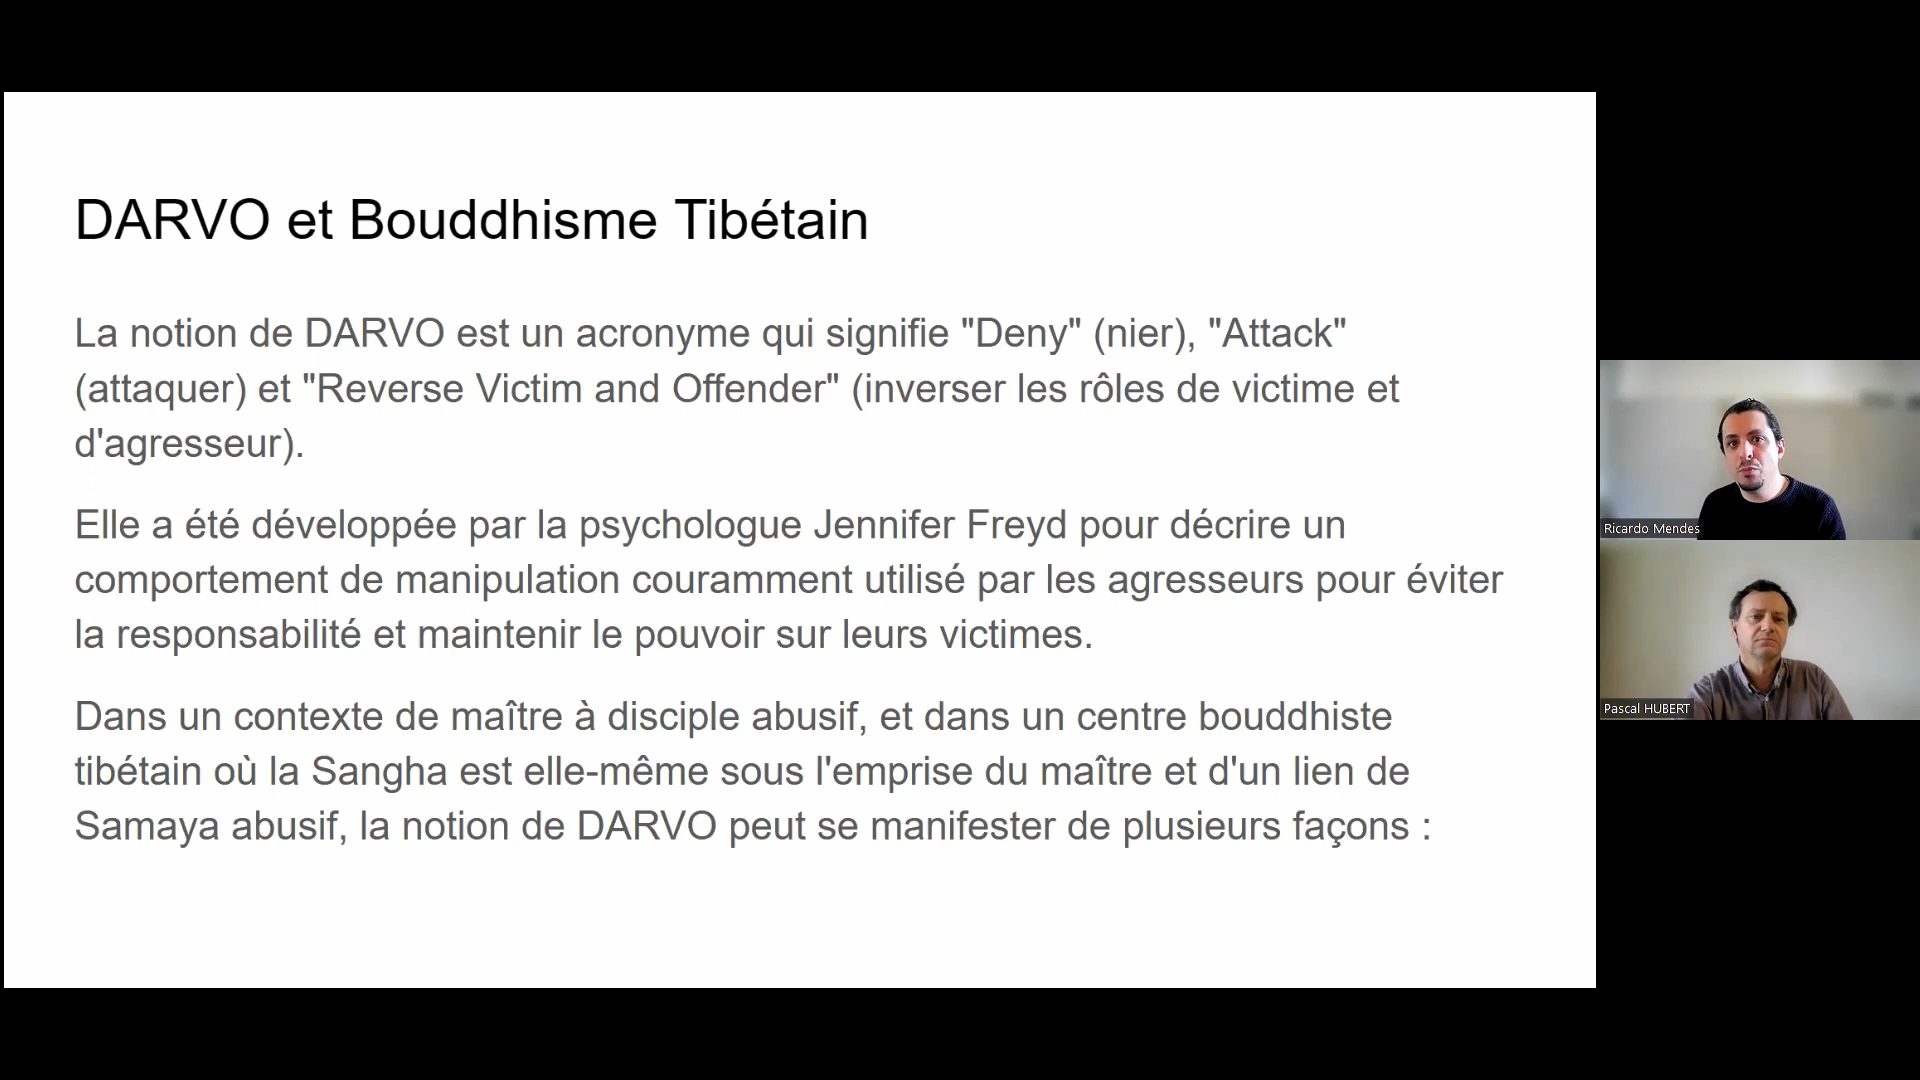 DARVO et Bouddhisme Tibétain
La notion de DARVO est un acronyme qui signifie "Deny" (nier), "Attack"
(attaquer) et "Reverse Victim and Offender" (inverser les rôles de victime et
d'agresseur).
Elle a été développée par la psychologue Jennifer Freyd pour décrire un
comportement de manipulation couramment utilisé par les agresseurs pour éviter
la responsabilité et maintenir le pouvoir sur leurs victimes.
Dans un contexte de maître à disciple abusif, et dans un centre bouddhiste
tibétain où la Sangha est elle-même sous l'emprise du maître et d'un lien de
Samaya abusif, la notion de DARVO peut se manifester de plusieurs façons :
Ricardo Mendes
Pascal HUBERT